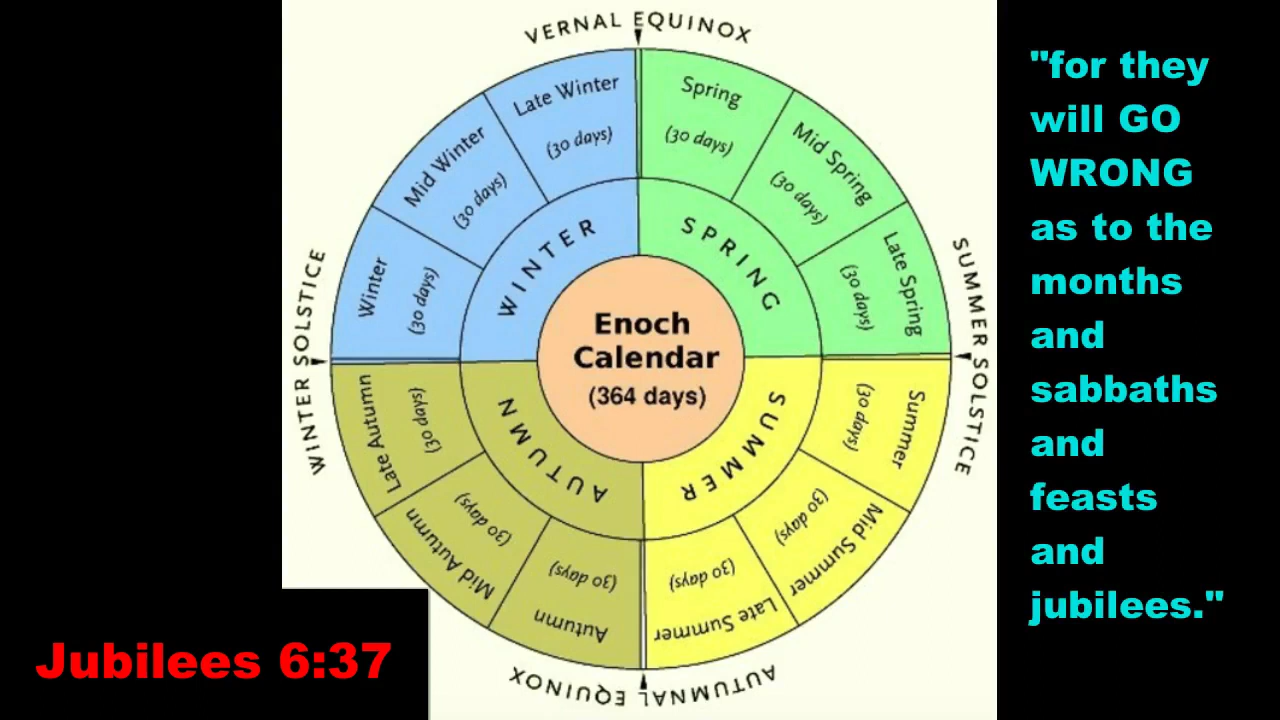 VERNAL EQUINOX
Late Winter
(30 days)
Spring
(30 days)
Mid Winter
(30 days)
Mid Spring
(30 days)
Winter
(30 days)
Late Spring
(30 days)
WINTER
SPRING
WINTER SOLSTICE
SUMMER SOLSTICE
Enoch
Calendar
(364 days)
AUTUMN
SUMMER
Late Autumn
(30 days)
Summer
(30 days)
Mid Autumn
(30 days)
Mid Summer
(30 days)
Autumn
(30 days)
Late Summer
(30 days)
AUTUMNAL EQUINOX
"for they
will GO
WRONG
as to the
months
and
sabbaths
and
feasts
and
jubilees."
Jubilees 6:37